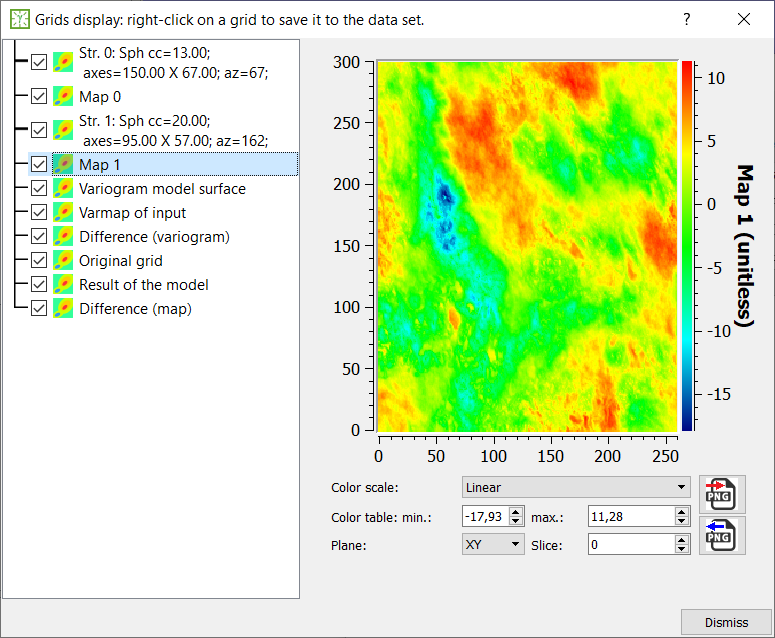 Grids display: right-click on a grid to save it to the data set.
?
Str. 0: Sph cc=13.00;
axes=150.00 X 67.00; az=67;
Map 0
Str. 1: Sph cc=20.00;
axes=95.00 X 57.00; az=162;
Map 1
Variogram model surface
Varmap of input
Difference (variogram)
Original grid
Result of the model
Difference (map)
300
250
200
150
100
50
0
0 50 100 150 200 250
10
5
0
-5
-10
-15
Map 1 (unitless)
Color scale: Linear
PNG
Color table: min.: -17,93 max.: 11,28
PNG
Plane: XY Slice: 0
Dismiss